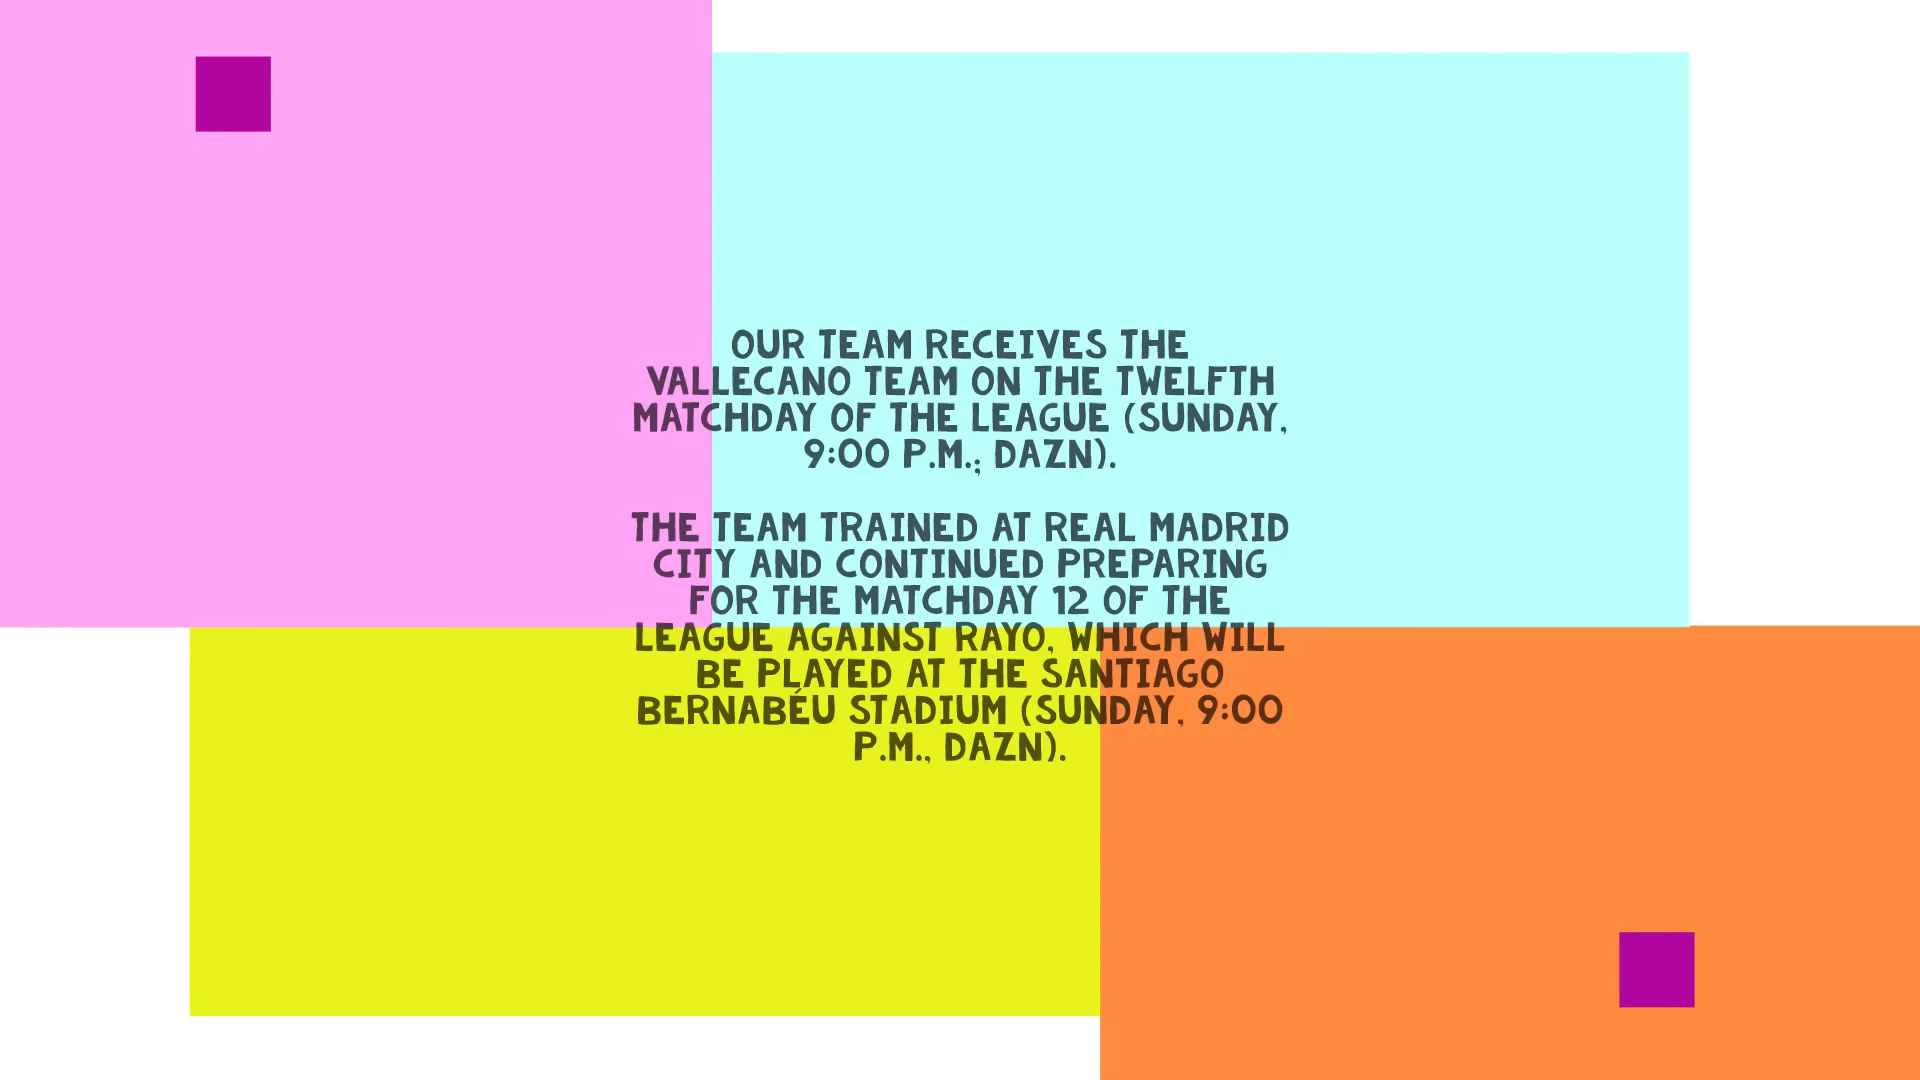 OUR TEAM RECEIVES THE
VALLECANO TEAM ON THE TWELFTH
MATCHDAY OF THE LEAGUE (SUNDAY,
9:00 P.M.; DAZN).
THE TEAM TRAINED AT REAL MADRID
CITY AND CONTINUED PREPARING
FOR THE MATCHDAY 12 OF THE
LEAGUE AGAINST RAYO, WHICH WILL
BE PLAYED AT THE SANTIAGO
BERNABÉU STADIUM (SUNDAY, 9:00
P.M., DAZN).